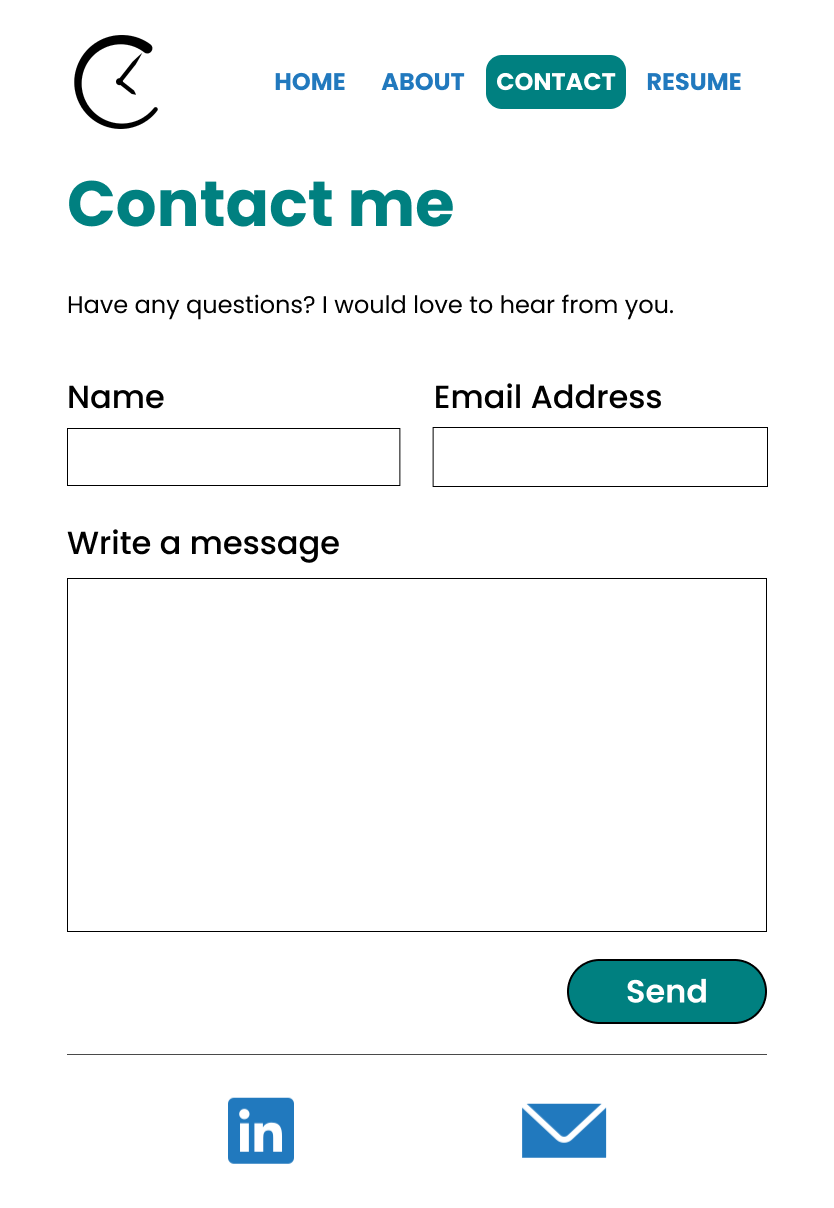 HOME ABOUT CONTACT RESUME
Contact me
Have any questions? I would love to hear from you.
Name Email Address
Write a message
Send
in